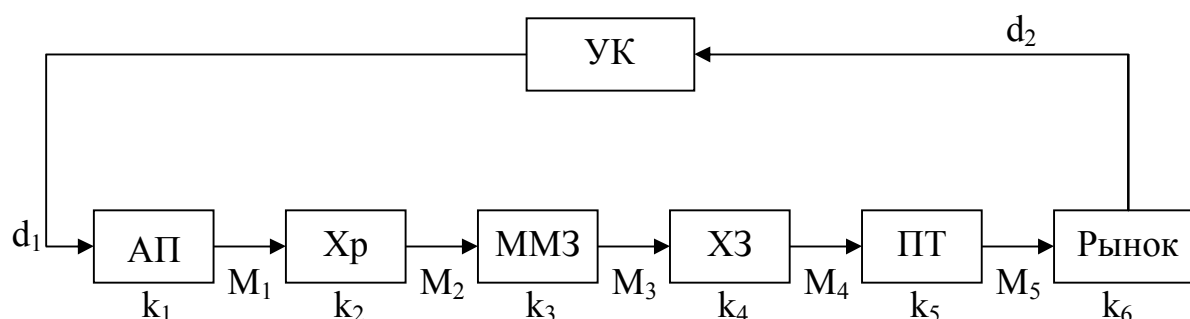 УК
d₂
d₁
АП
Хр
ММЗ
ХЗ
ПТ
Рынок
M₁
M₂
M₃
M₄
M₅
k₁
k₂
k₃
k₄
k₅
k₆